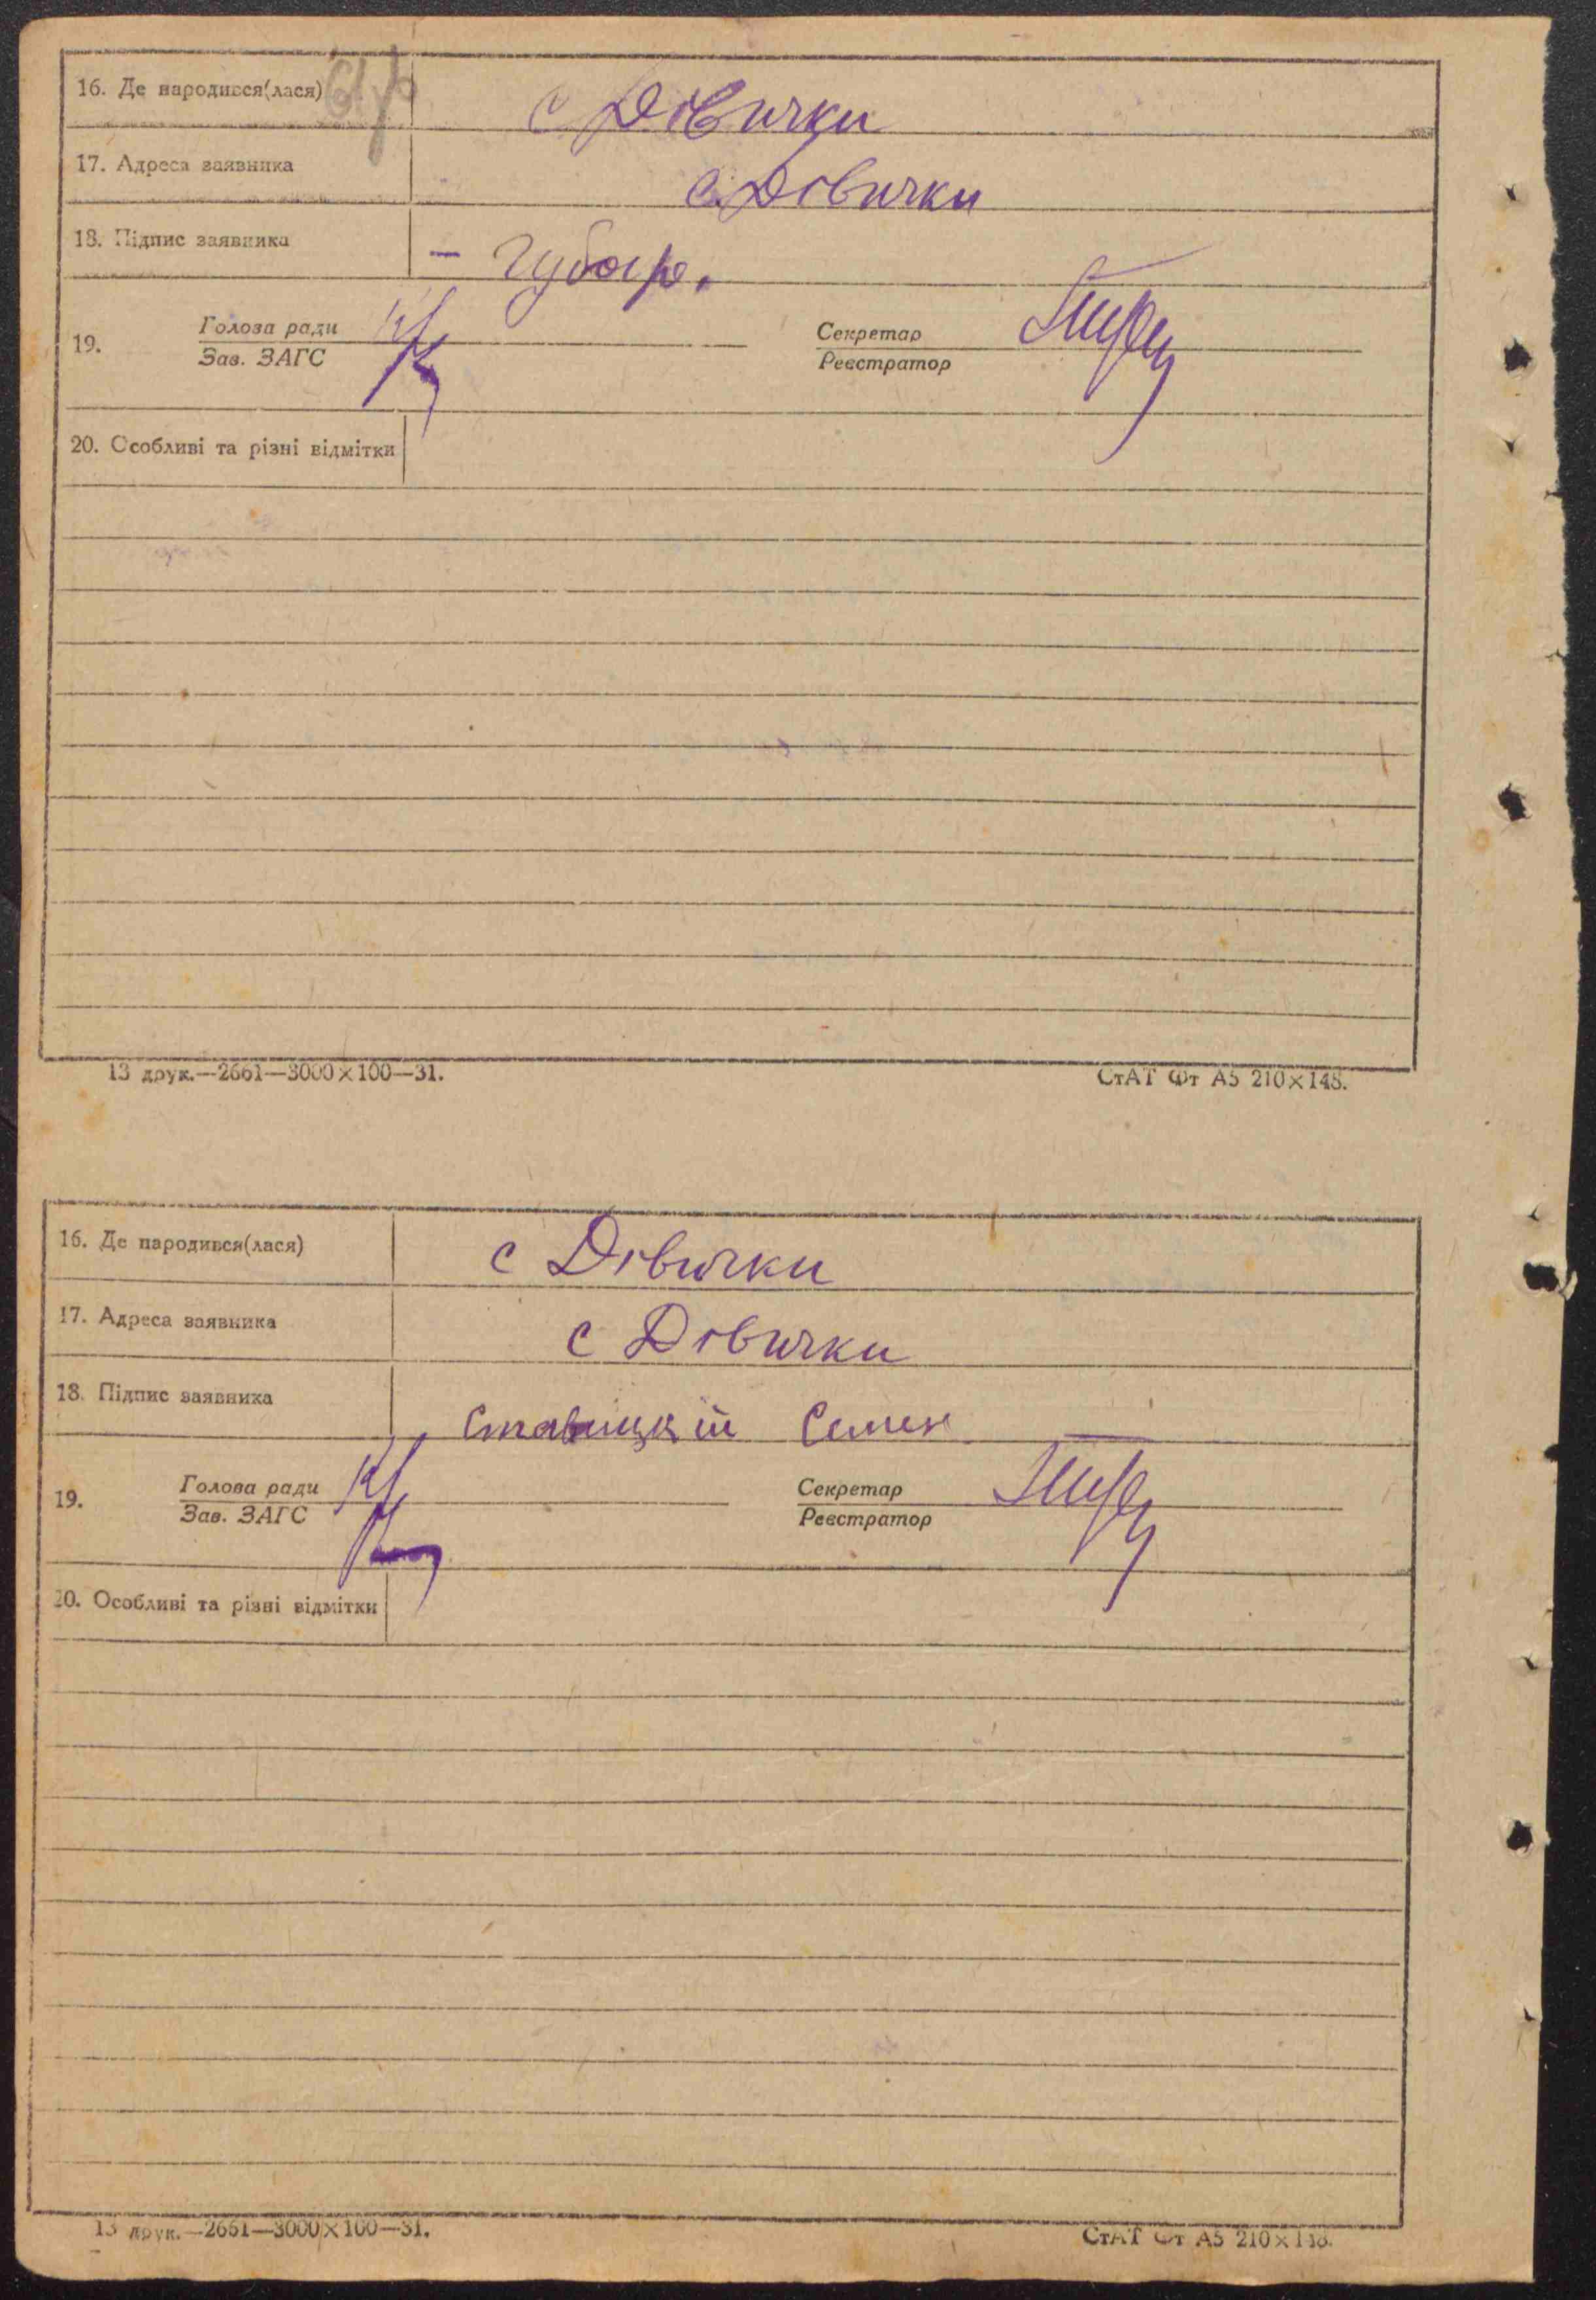 16. Де народився(лася) с Дівички
17. Адреса заявника с. Дівички
18. Підпис заявника
19. Голова ради Секретар
Зав. ЗАГС Реєстратор
20. Особливі та різні відмітки
13 друк.—2661—3000×100—31. СтАТ Фт А5 210×148.
16. Де народився(лася) с Дівички
17. Адреса заявника с Дівички
18. Підпис заявника Ставицкій Семен
19. Голова ради Секретар
Зав. ЗАГС Реєстратор
20. Особливі та різні відмітки
13 друк.—2661—3000×100—31. СтАТ Фт А5 210×148.